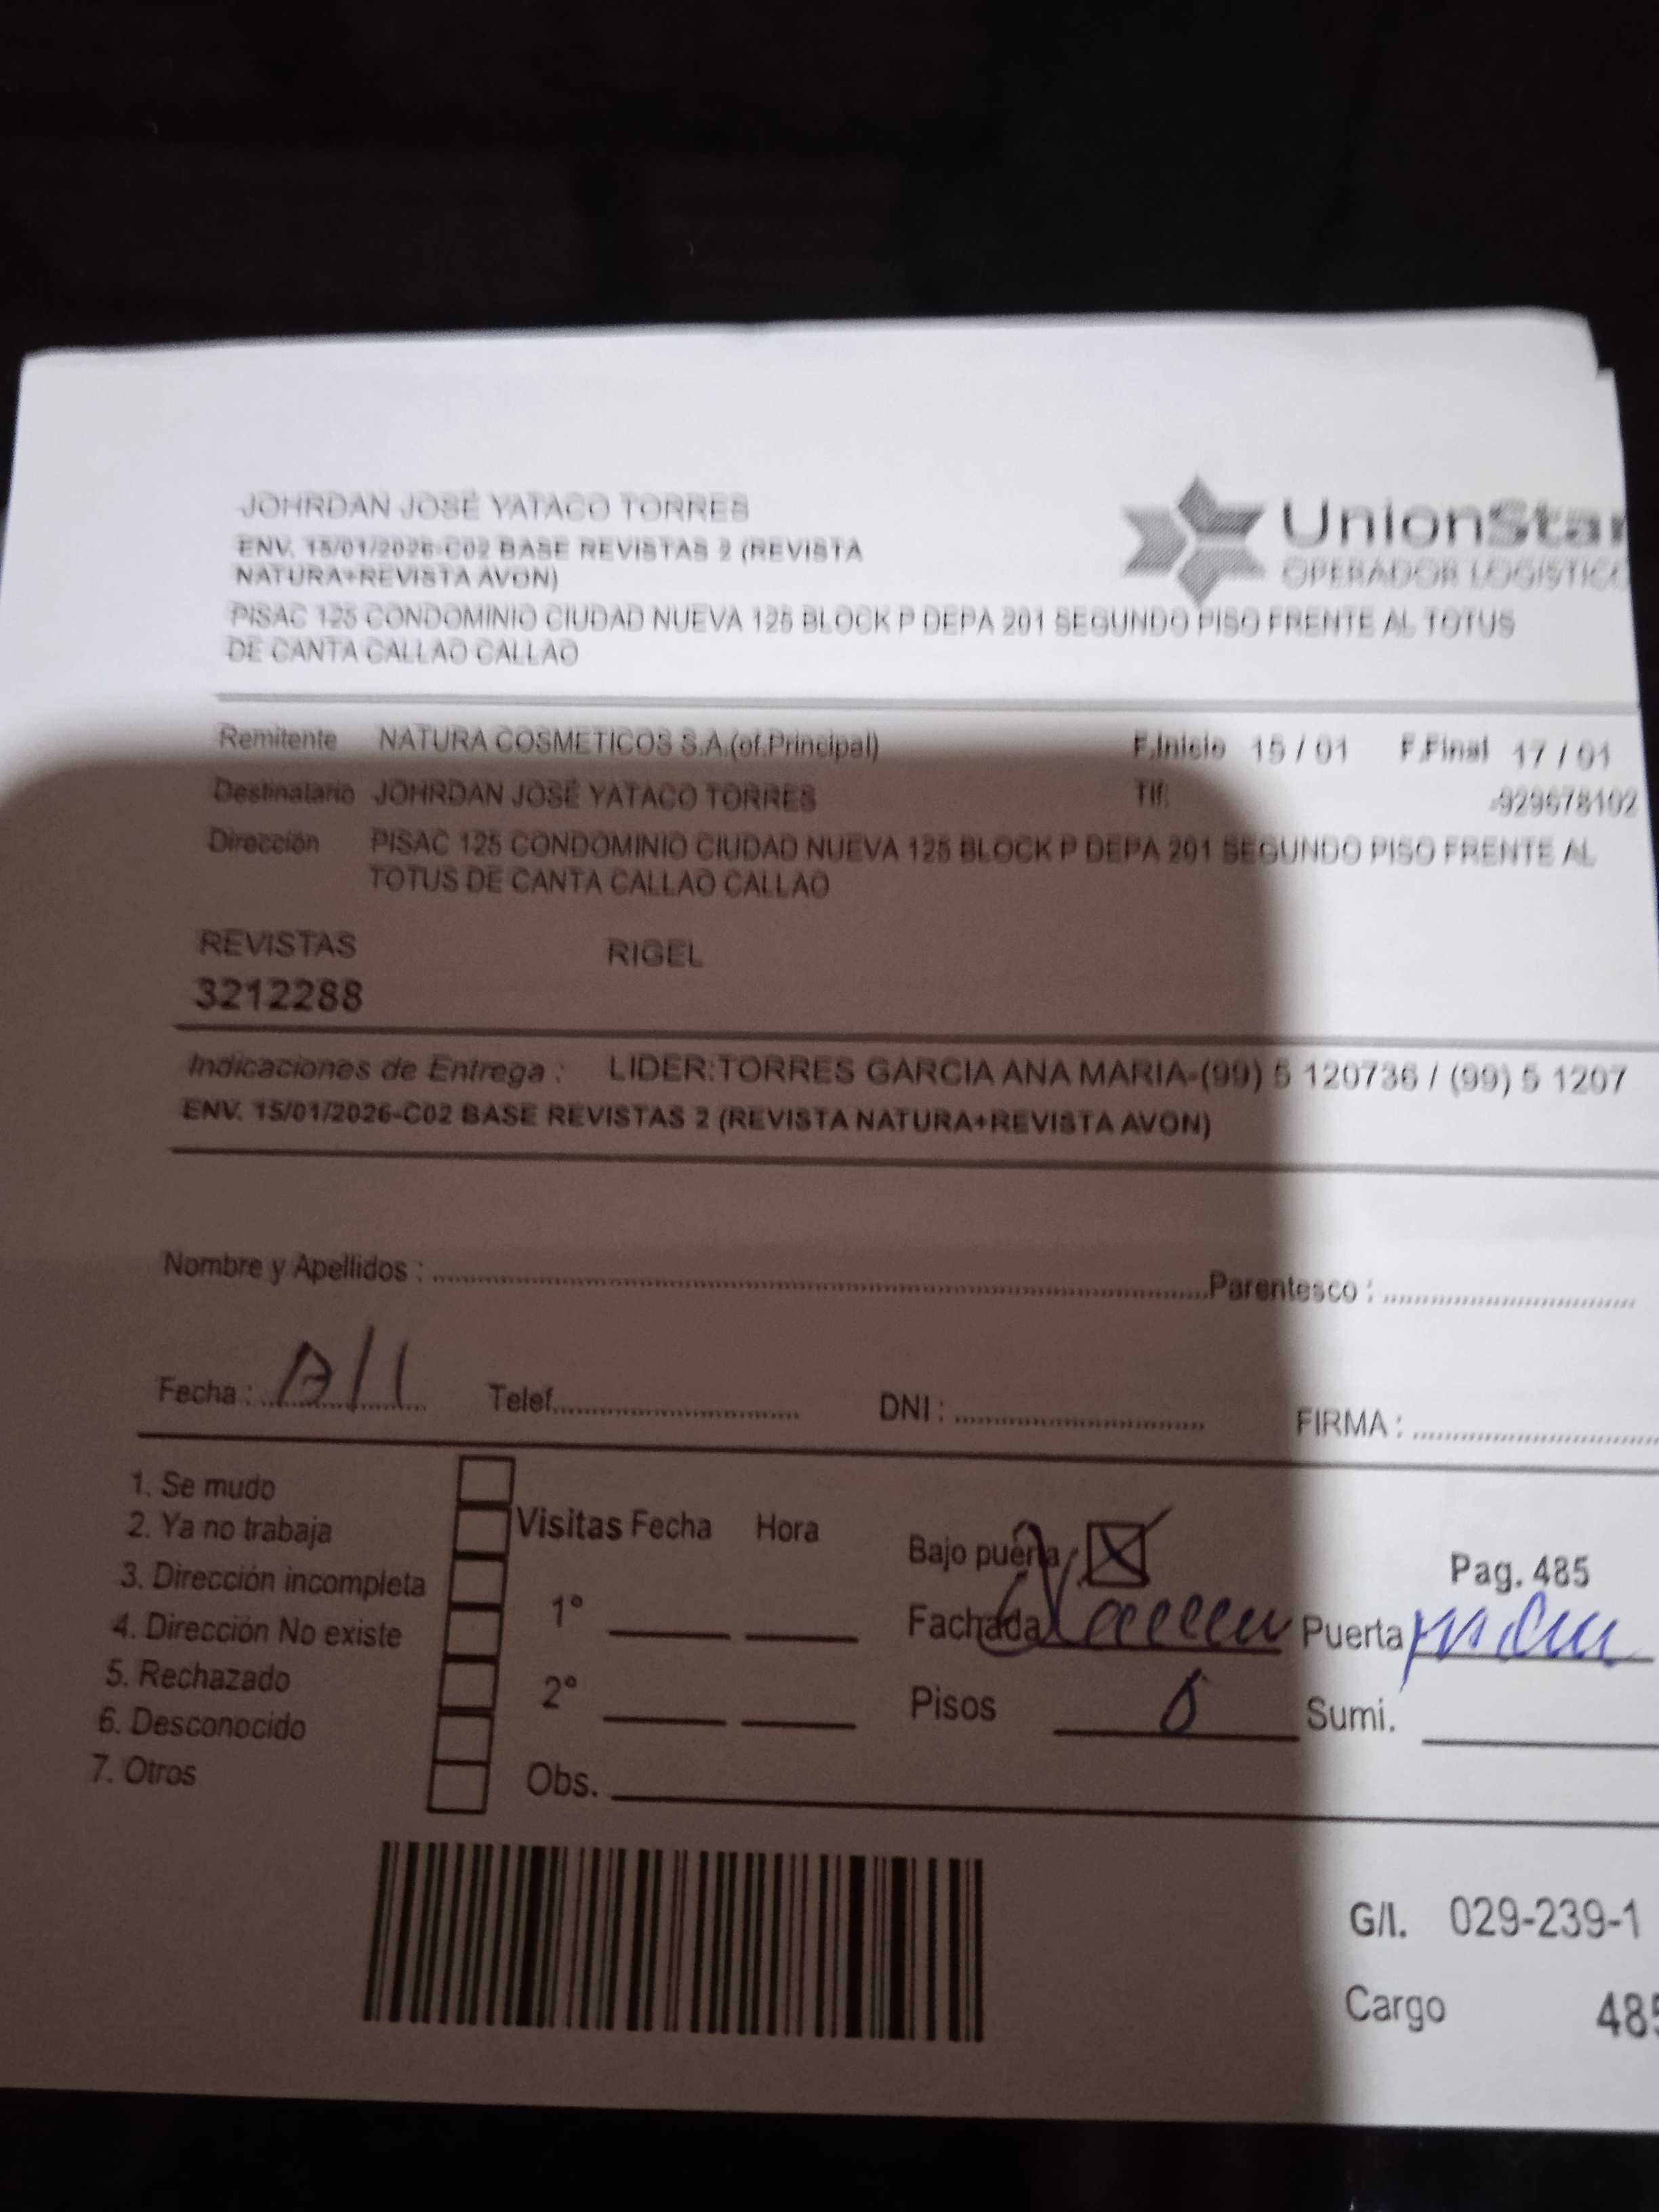 JOHRDAN JOSÉ YATACO TORRES
ENV. 15/01/2026-C02 BASE REVISTAS 2 (REVISTA
NATURA+REVISTA AVON)
UnionStar
OPERADOR LOGISTICO
PISAC 125 CONDOMINIO CIUDAD NUEVA 125 BLOCK P DEPA 201 SEGUNDO PISO FRENTE AL TOTUS
DE CANTA CALLAO CALLAO
Remitente NATURA COSMETICOS S.A.(of.Principal) F.Inicio 15 / 01 F.Final 17 / 01
Destinatario JOHRDAN JOSÉ YATACO TORRES Tlf: -929678102
Dirección PISAC 125 CONDOMINIO CIUDAD NUEVA 125 BLOCK P DEPA 201 SEGUNDO PISO FRENTE AL
TOTUS DE CANTA CALLAO CALLAO
REVISTAS RIGEL
3212288
Indicaciones de Entrega : LIDER:TORRES GARCIA ANA MARIA-(99) 5 120736 / (99) 5 1207
ENV. 15/01/2026-C02 BASE REVISTAS 2 (REVISTA NATURA+REVISTA AVON)
Nombre y Apellidos : Parentesco :
Fecha : Telef. DNI : FIRMA :
1. Se mudo
2. Ya no trabaja
3. Dirección incompleta
4. Dirección No existe
5. Rechazado
6. Desconocido
7. Otros
Visitas Fecha Hora
1°
2°
Obs.
Bajo puerta X
Fachada Puerta
Pisos Sumi.
Pag. 485
G/I. 029-239-1
Cargo 485